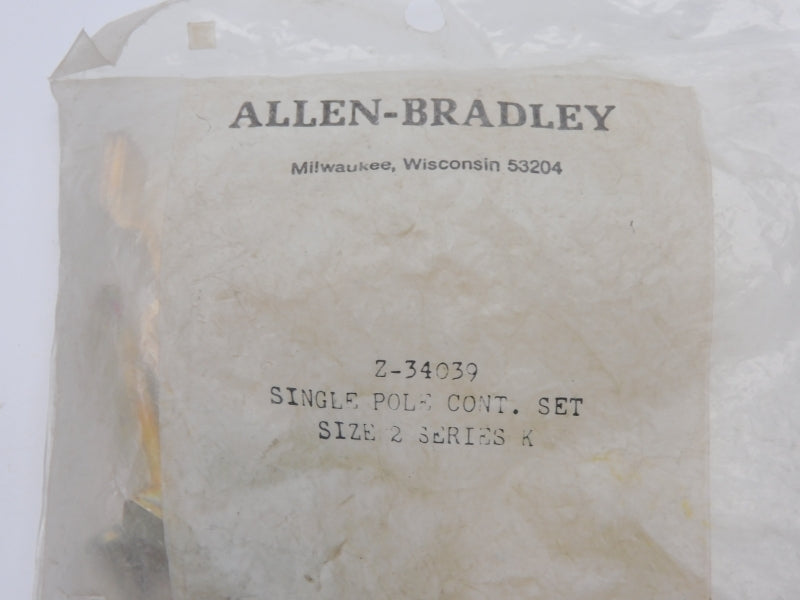 ALLEN-BRADLEY
Milwaukee, Wisconsin 53204
Z-34039
SINGLE POLE CONT. SET
SIZE 2 SERIES K